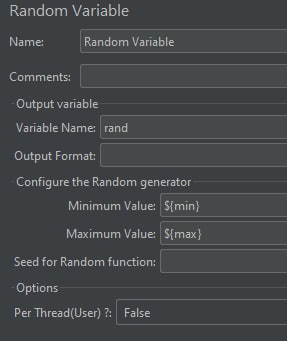 Random Variable
Name: Random Variable
Comments:
Output variable
Variable Name: rand
Output Format:
Configure the Random generator
Minimum Value: ${min}
Maximum Value: ${max}
Seed for Random function:
Options
Per Thread(User) ?: False